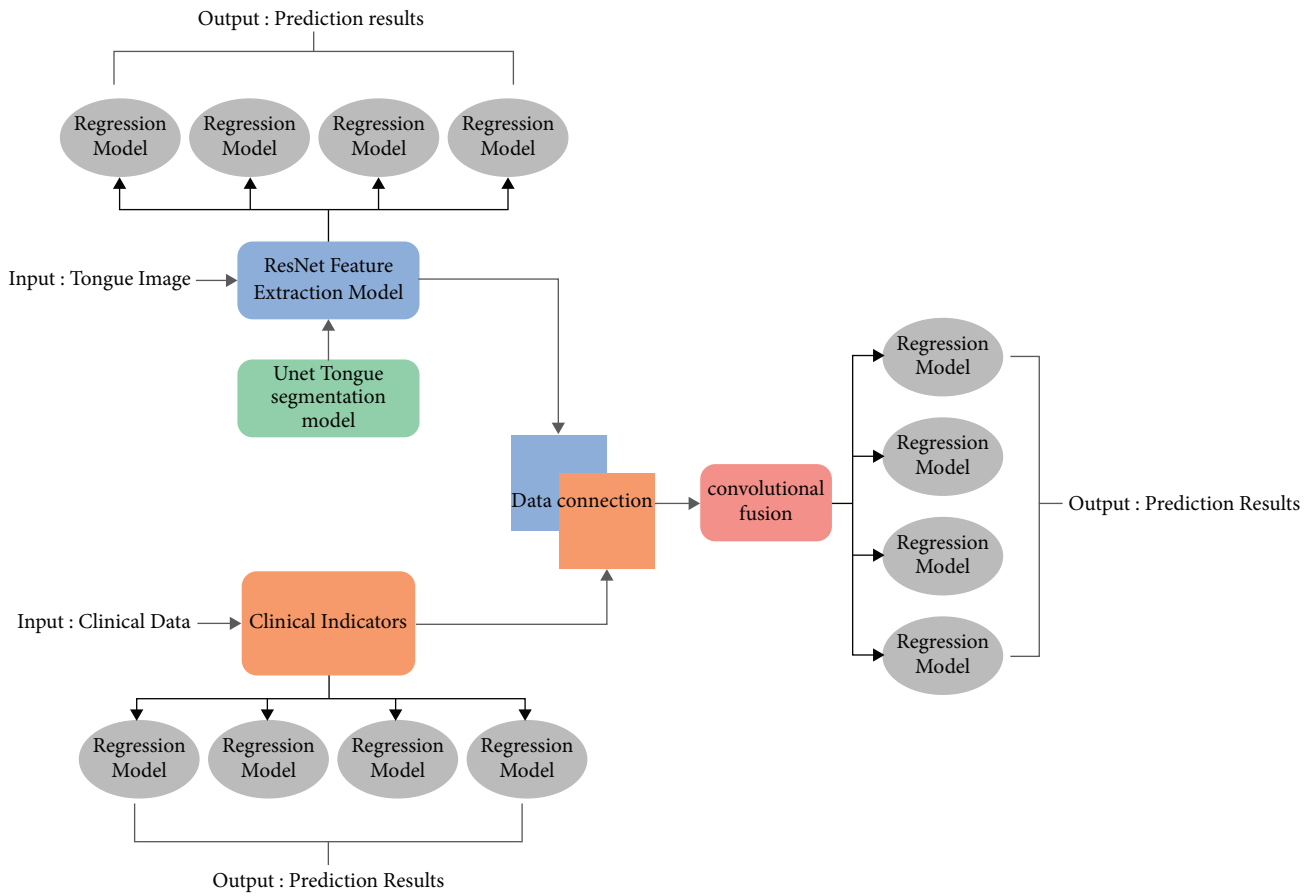 Output : Prediction results
Regression
Model
Regression
Model
Regression
Model
Regression
Model
Input : Tongue Image
ResNet Feature
Extraction Model
Unet Tongue
segmentation
model
Data connection
convolutional
fusion
Regression
Model
Regression
Model
Regression
Model
Regression
Model
Output : Prediction Results
Input : Clinical Data
Clinical Indicators
Regression
Model
Regression
Model
Regression
Model
Regression
Model
Output : Prediction Results